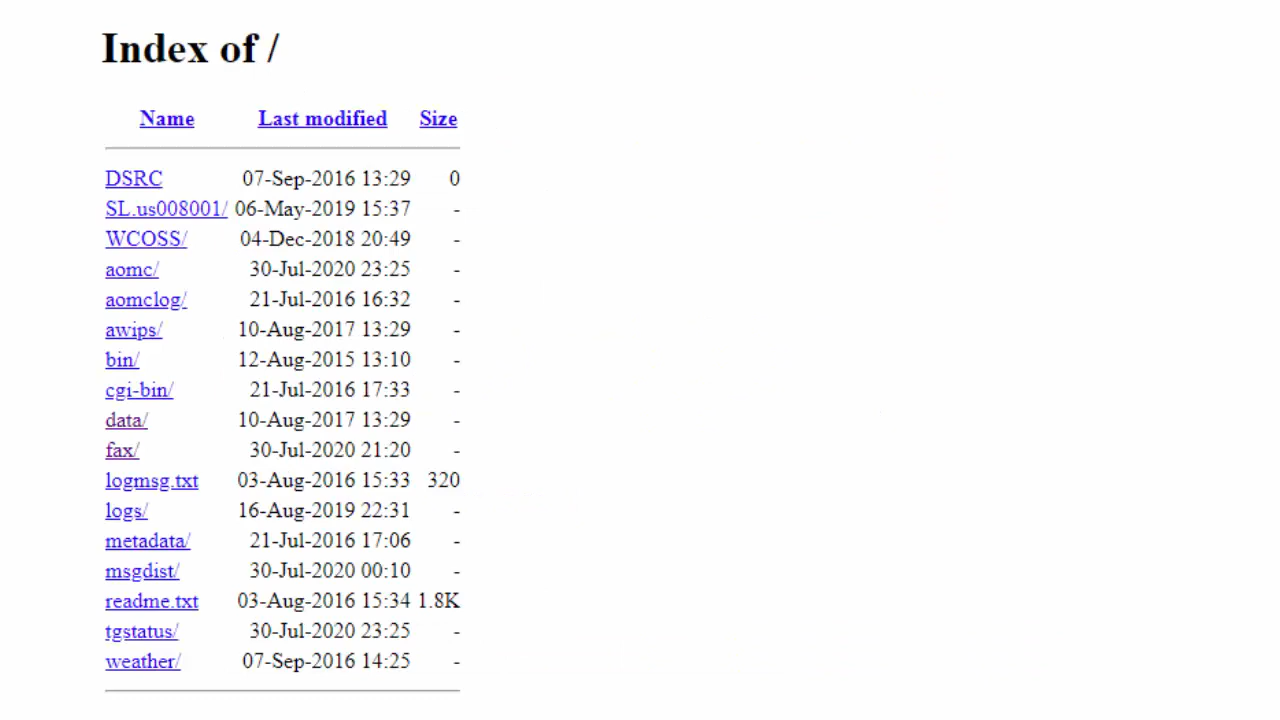 Index of /
Name Last modified Size
DSRC 07-Sep-2016 13:29 0
SL.us008001/ 06-May-2019 15:37 -
WCOSS/ 04-Dec-2018 20:49 -
aomc/ 30-Jul-2020 23:25 -
aomclog/ 21-Jul-2016 16:32 -
awips/ 10-Aug-2017 13:29 -
bin/ 12-Aug-2015 13:10 -
cgi-bin/ 21-Jul-2016 17:33 -
data/ 10-Aug-2017 13:29 -
fax/ 30-Jul-2020 21:20 -
logmsg.txt 03-Aug-2016 15:33 320
logs/ 16-Aug-2019 22:31 -
metadata/ 21-Jul-2016 17:06 -
msgdist/ 30-Jul-2020 00:10 -
readme.txt 03-Aug-2016 15:34 1.8K
tgstatus/ 30-Jul-2020 23:25 -
weather/ 07-Sep-2016 14:25 -